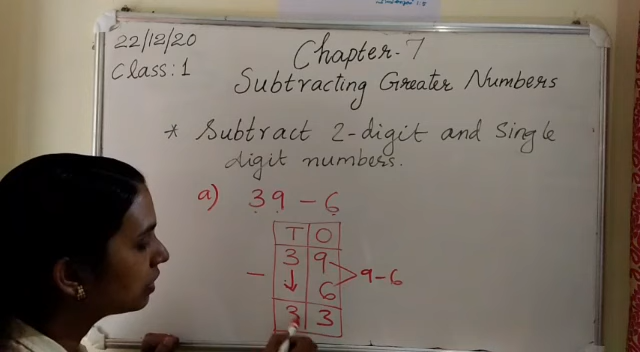 22/12/20
Class: 1
Chapter-7
Subtracting Greater Numbers
* Subtract 2-digit and single
digit numbers.
a) 39 - 6
T O
3 9
- ↓ 6
9-6
3 3